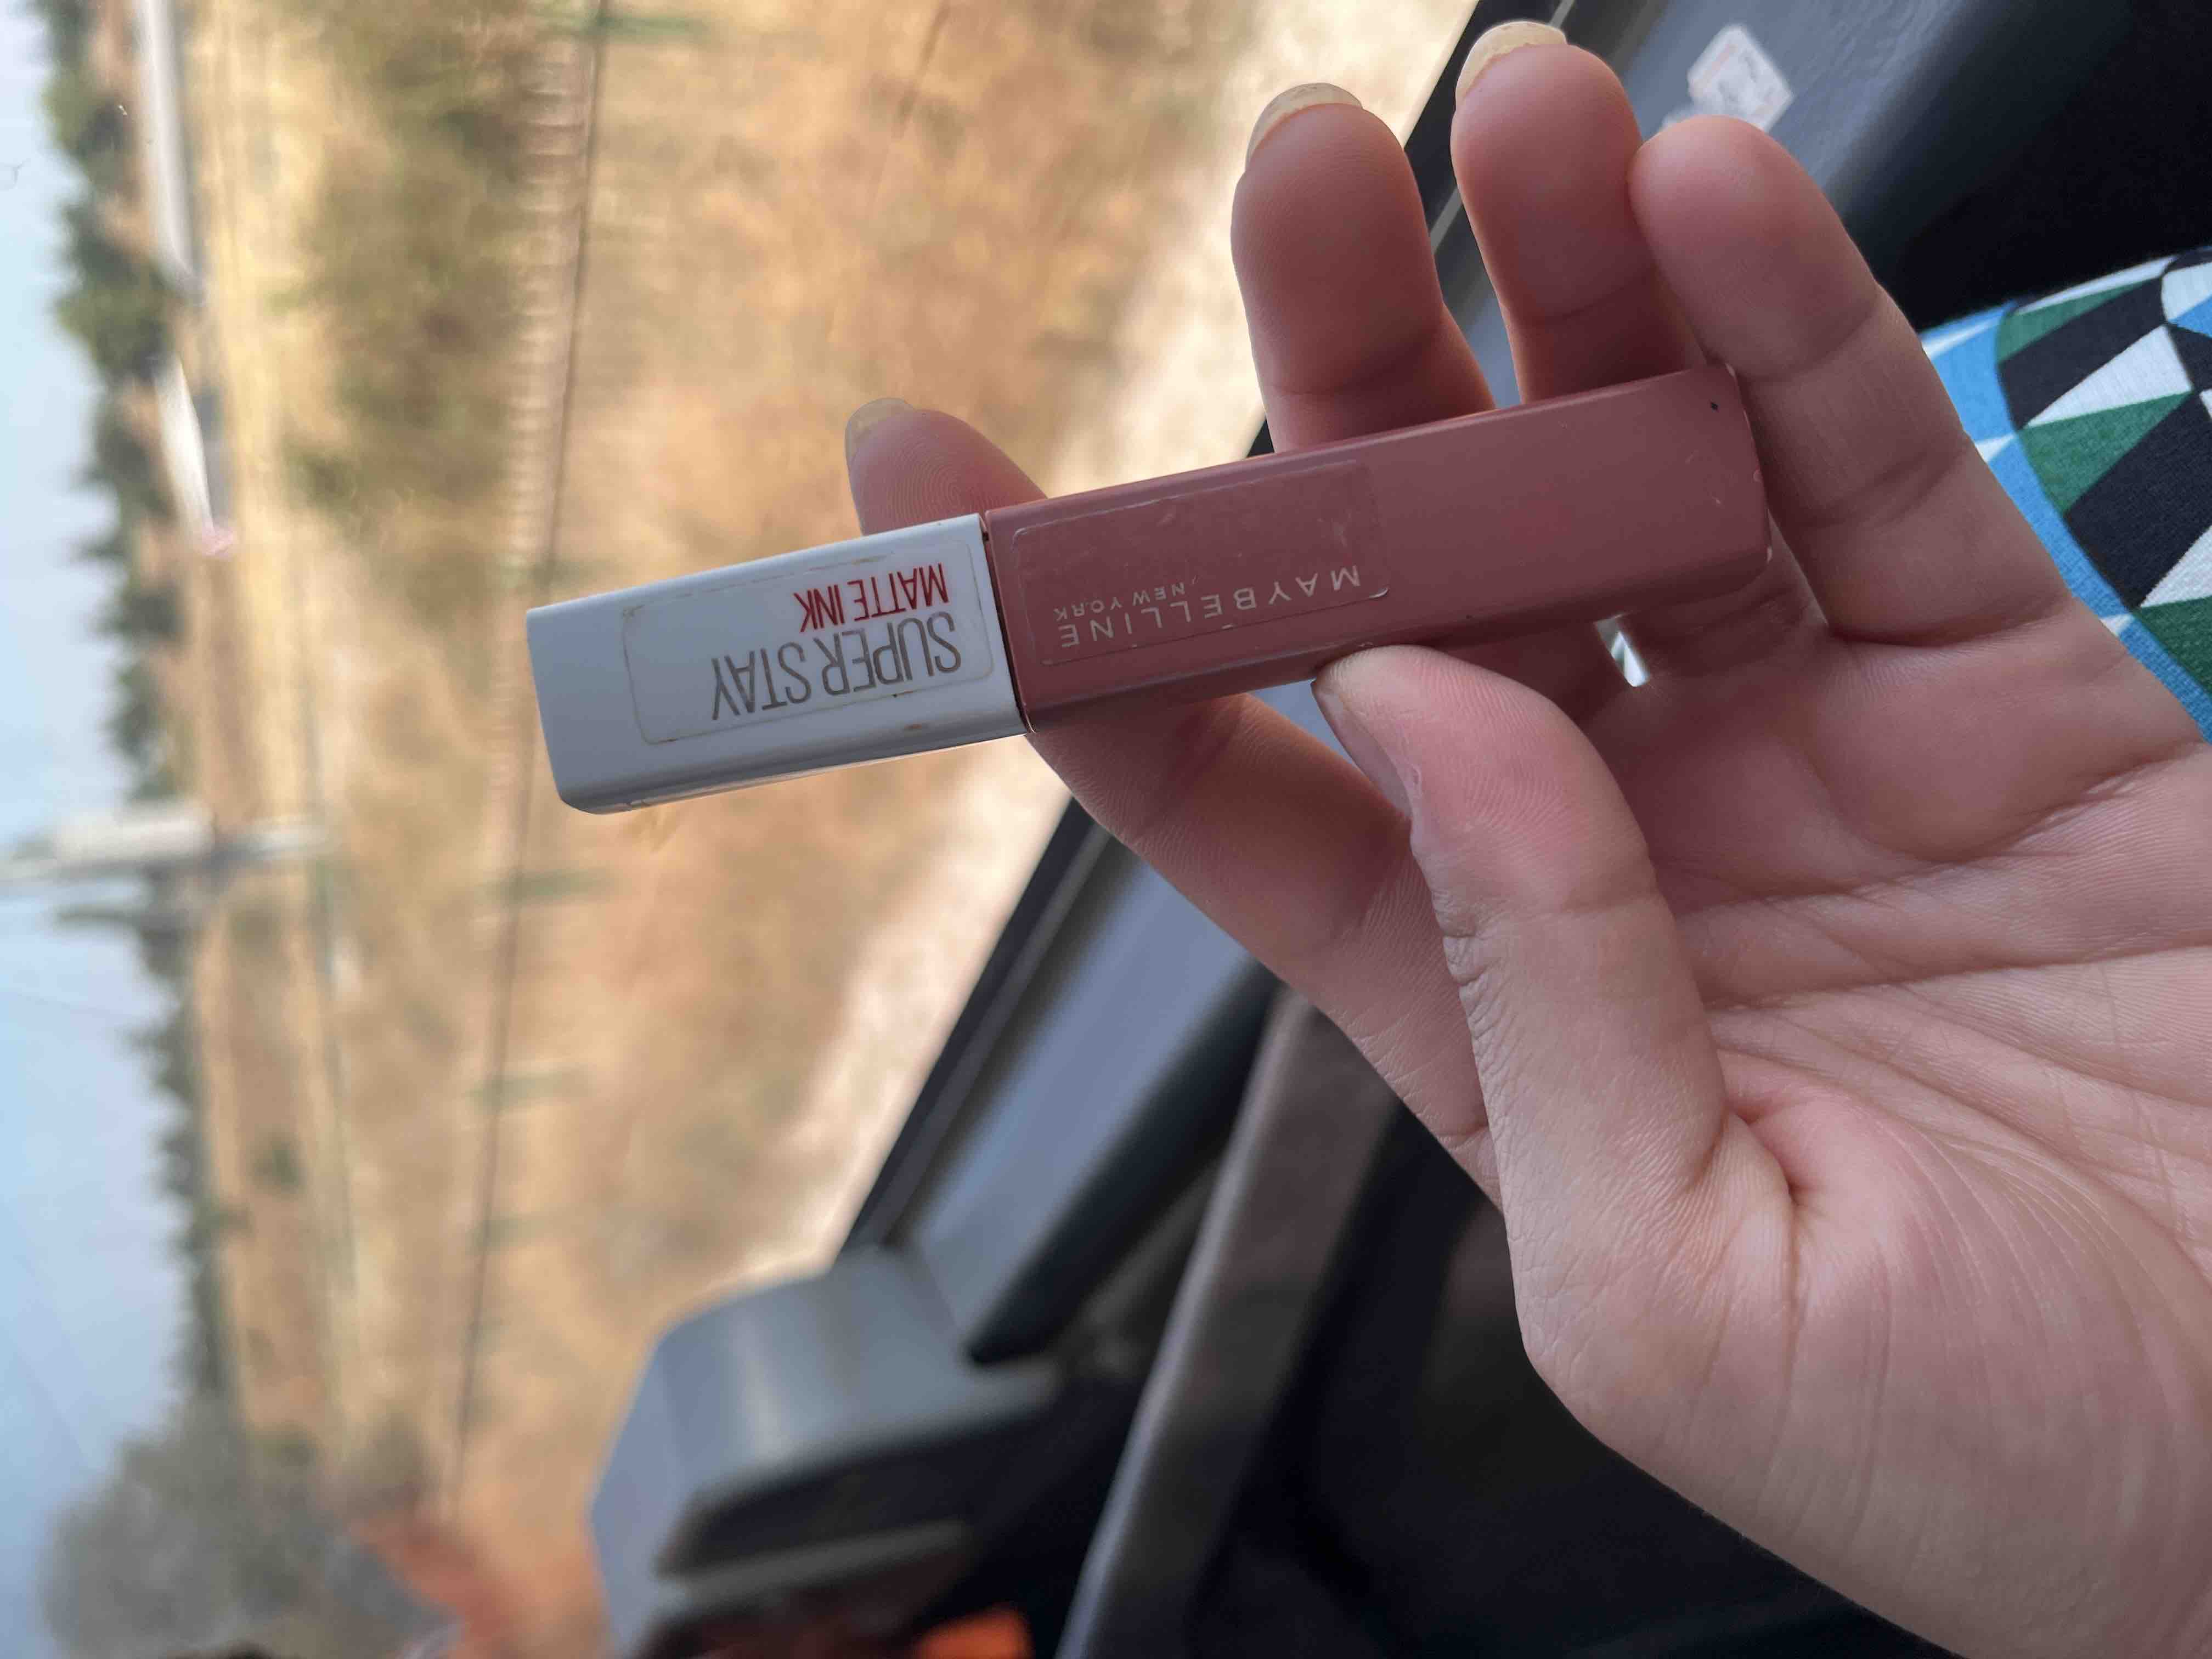 SUPER STAY
MATTE INK
MAYBELLINE
NEW YORK